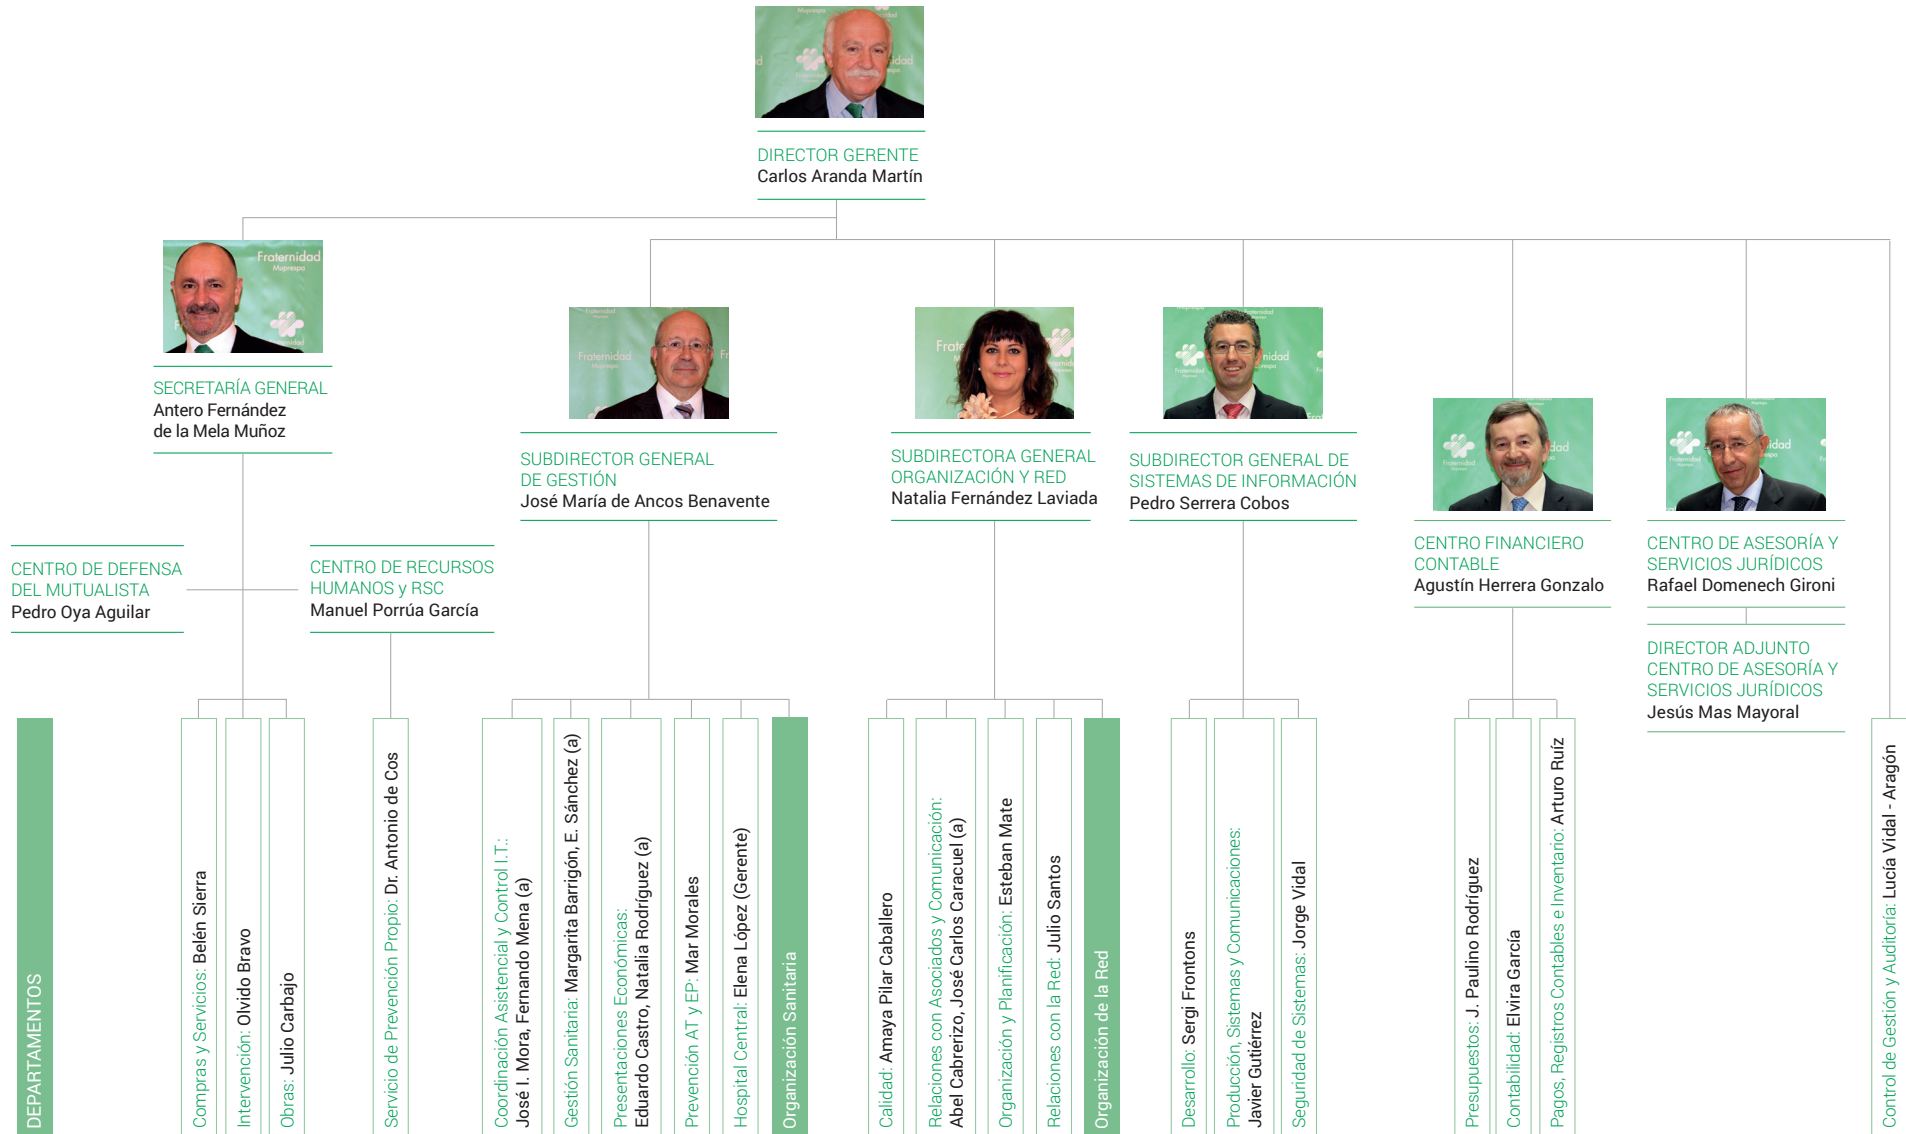 DIRECTOR GERENTE
Carlos Aranda Martín
Fraternidad
Muprespa
SECRETARÍA GENERAL
Antero Fernández
de la Mela Muñoz
SUBDIRECTOR GENERAL
DE GESTIÓN
José María de Ancos Benavente
SUBDIRECTORA GENERAL
ORGANIZACIÓN Y RED
Natalia Fernández Laviada
SUBDIRECTOR GENERAL DE
SISTEMAS DE INFORMACIÓN
Pedro Serrera Cobos
CENTRO FINANCIERO
CONTABLE
Agustín Herrera Gonzalo
CENTRO DE ASESORÍA Y
SERVICIOS JURÍDICOS
Rafael Domenech Gironi
DIRECTOR ADJUNTO
CENTRO DE ASESORÍA Y
SERVICIOS JURÍDICOS
Jesús Mas Mayoral
CENTRO DE DEFENSA
DEL MUTUALISTA
Pedro Oya Aguilar
CENTRO DE RECURSOS
HUMANOS y RSC
Manuel Porrúa García
DEPARTAMENTOS
Compras y Servicios: Belén Sierra
Intervención: Olvido Bravo
Obras: Julio Carbajo
Servicio de Prevención Propio: Dr. Antonio de Cos
Coordinación Asistencial y Control I.T.:
José I. Mora, Fernando Mena (a)
Gestión Sanitaria: Margarita Barrigón, E. Sánchez (a)
Presentaciones Económicas:
Eduardo Castro, Natalia Rodríguez (a)
Prevención AT y EP: Mar Morales
Hospital Central: Elena López (Gerente)
Organización Sanitaria
Calidad: Amaya Pilar Caballero
Relaciones con Asociados y Comunicación:
Abel Cabrerizo, José Carlos Caracuel (a)
Organización y Planificación: Esteban Mate
Relaciones con la Red: Julio Santos
Organización de la Red
Desarrollo: Sergi Frontons
Producción, Sistemas y Comunicaciones:
Javier Gutiérrez
Seguridad de Sistemas: Jorge Vidal
Presupuestos: J. Paulino Rodríguez
Contabilidad: Elvira García
Pagos, Registros Contables e Inventario: Arturo Ruíz
Control de Gestión y Auditoría: Lucía Vidal - Aragón